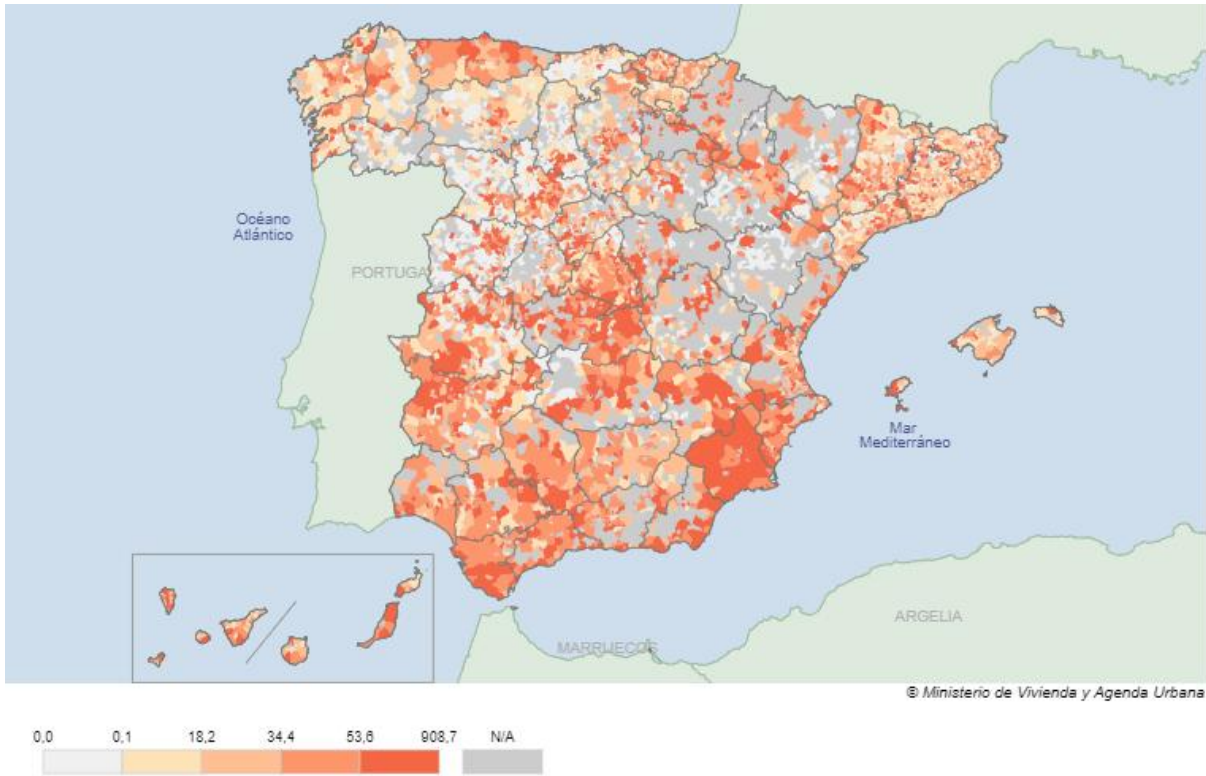 Océano
Atlántico
PORTUGA
Mar
Mediterráneo
ARGELIA
MARRUECOS
© Ministerio de Vivienda y Agenda Urbana
0,0 0,1 18,2 34,4 53,6 908,7 N/A